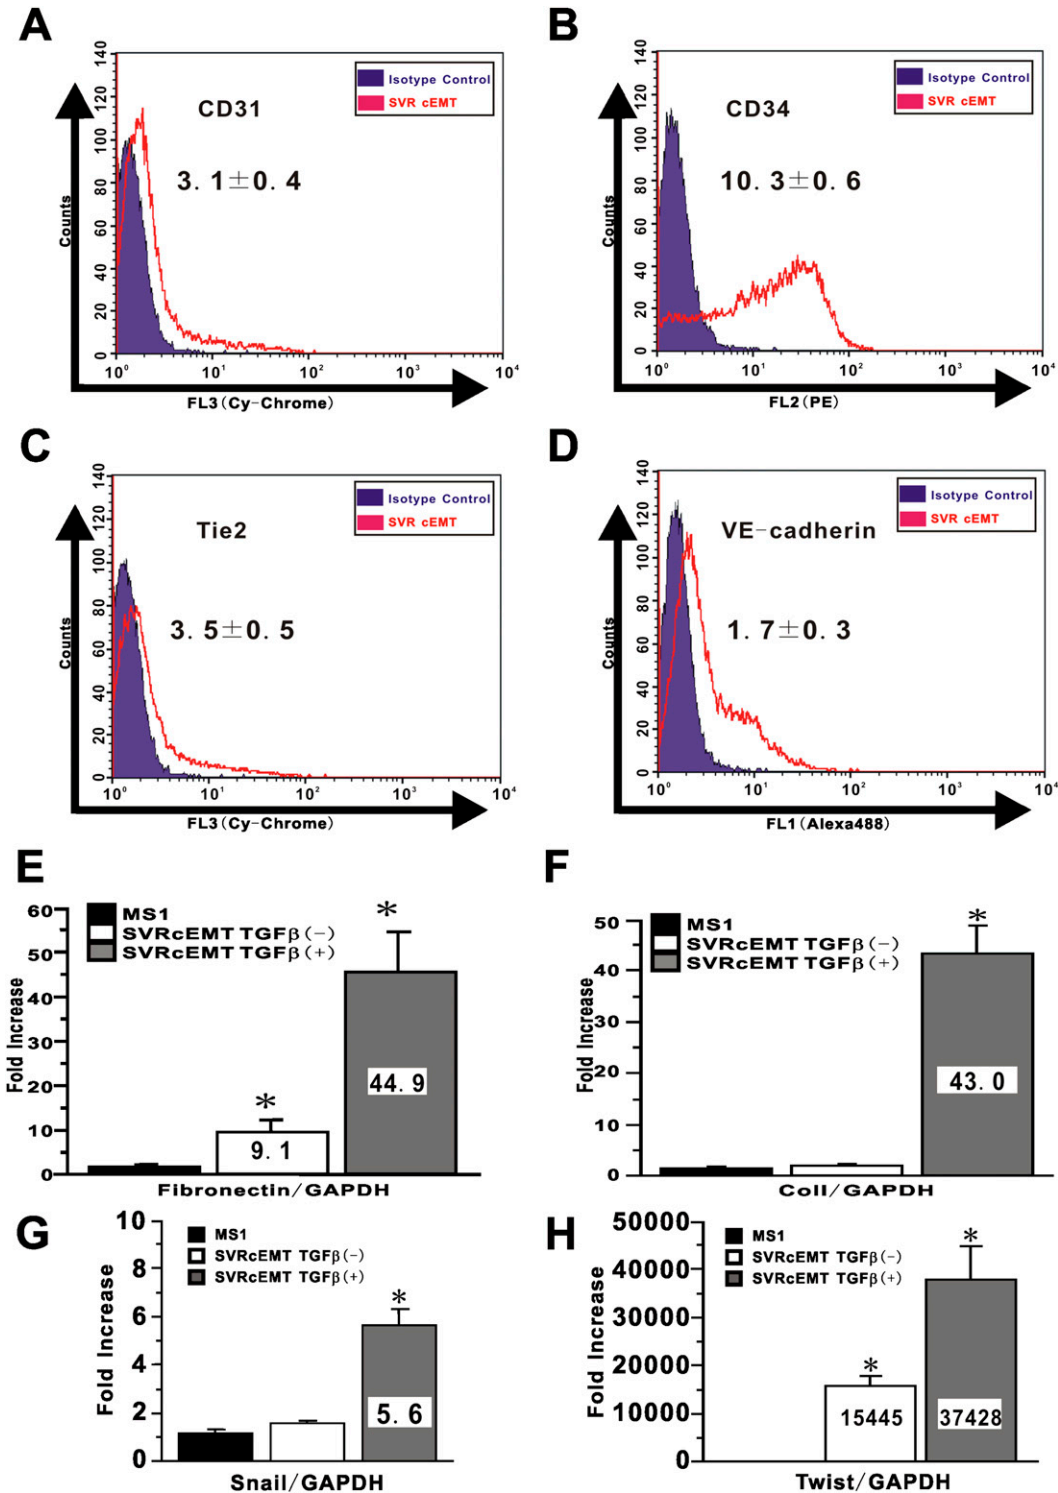 A
140
120
100
80
60
40
20
0
Counts
Isotype Control
SVR cEMT
CD31
3.1±0.4
10⁰ 10¹ 10² 10³ 10⁴
FL3(Cy-Chrome)
B
140
120
100
80
60
40
20
0
Counts
Isotype Control
SVR cEMT
CD34
10.3±0.6
10⁰ 10¹ 10² 10³ 10⁴
FL2(PE)
C
140
120
100
80
60
40
20
0
Counts
Isotype Control
SVR cEMT
Tie2
3.5±0.5
10⁰ 10¹ 10² 10³ 10⁴
FL3(Cy-Chrome)
D
140
120
100
80
60
40
20
0
Counts
Isotype Control
SVR cEMT
VE-cadherin
1.7±0.3
10⁰ 10¹ 10² 10³ 10⁴
FL1(Alexa488)
E
60
50
40
30
20
10
0
Fold Increase
MS1
SVRcEMT TGFβ(-)
SVRcEMT TGFβ(+)
*
*
9.1
44.9
Fibronectin/GAPDH
F
50
40
30
20
10
0
Fold Increase
MS1
SVRcEMT TGFβ(-)
SVRcEMT TGFβ(+)
*
43.0
ColI/GAPDH
G
10
8
6
4
2
0
Fold Increase
MS1
SVRcEMT TGFβ(-)
SVRcEMT TGFβ(+)
*
5.6
Snail/GAPDH
H
50000
40000
30000
20000
10000
0
Fold Increase
MS1
SVRcEMT TGFβ(-)
SVRcEMT TGFβ(+)
*
*
15445
37428
Twist/GAPDH